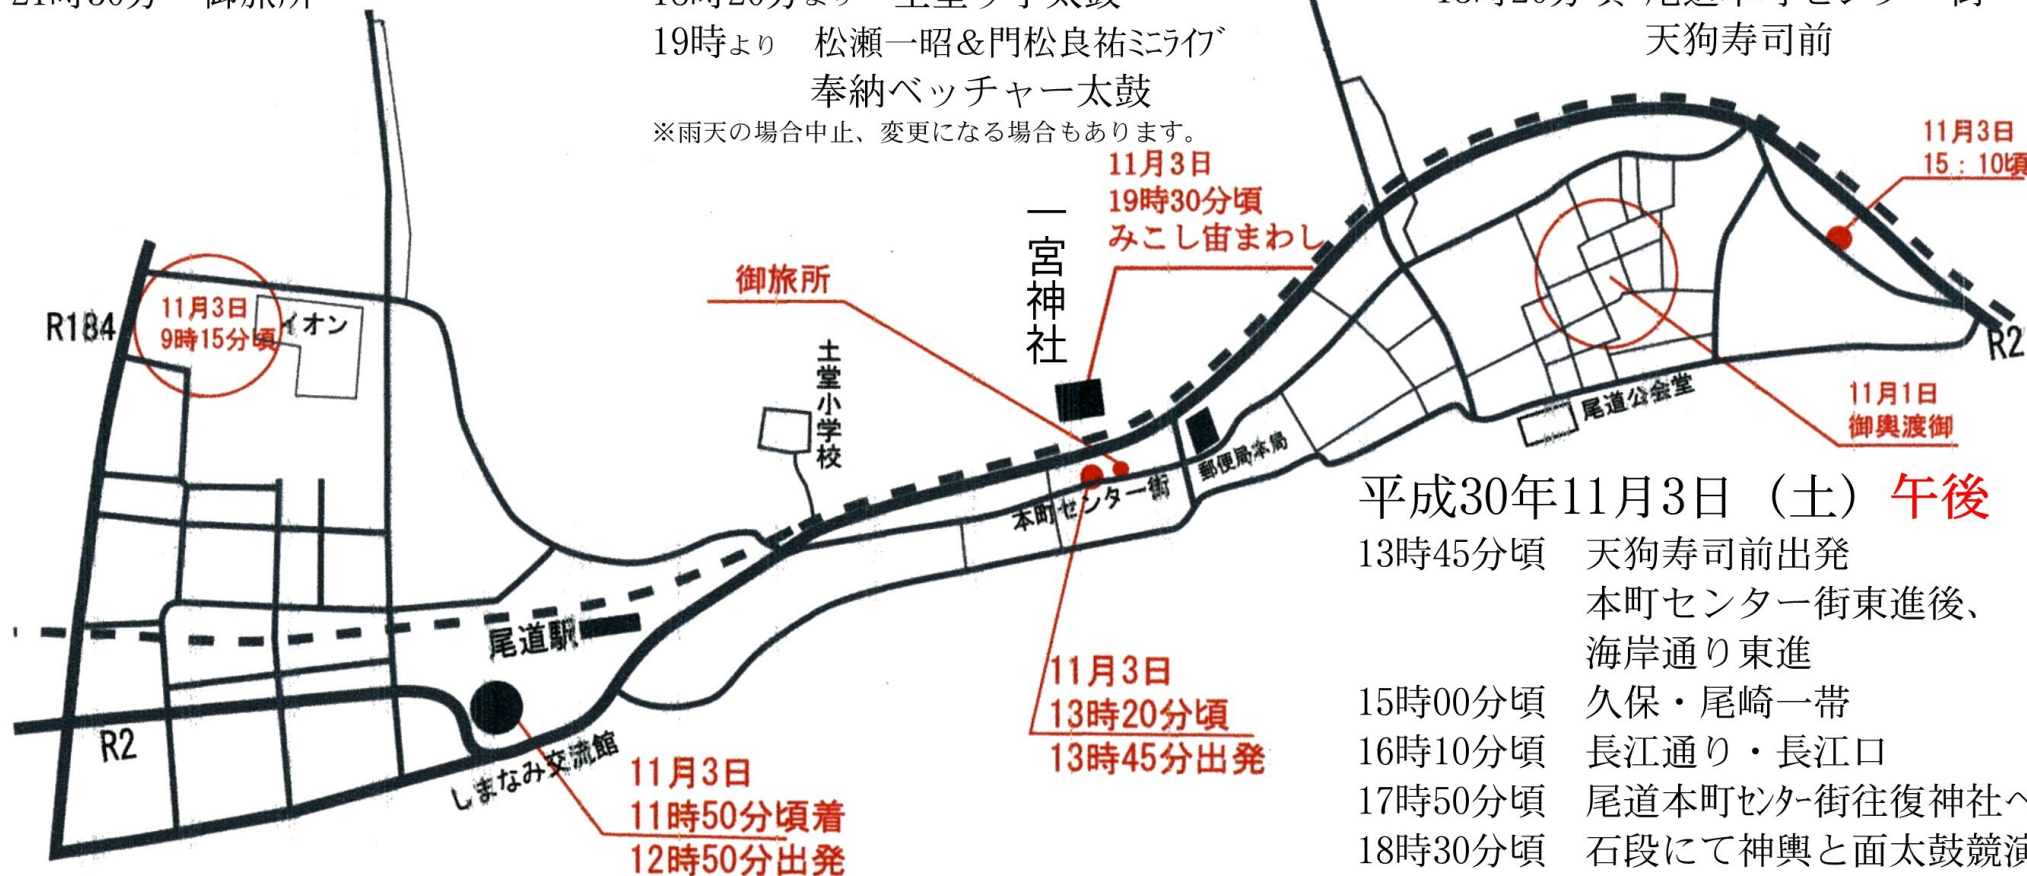 19時より 松瀬一昭&門松良祐ミニライブ
奉納ベッチャー太鼓
※雨天の場合中止、変更になる場合もあります。
天狗寿司前
11月3日
15:10頃
11月3日
19時30分頃
みこし宙まわし
一宮神社
御旅所
R184
11月3日
9時15分頃
イオン
土堂小学校
R2
11月1日
御輿渡御
尾道公会堂
郵便局本局
本町センター街
尾道駅
R2
しまなみ交流館
11月3日
11時50分頃着
12時50分出発
11月3日
13時20分頃
13時45分出発
平成30年11月3日（土）午後
13時45分頃 天狗寿司前出発
本町センター街東進後、
海岸通り東進
15時00分頃 久保・尾崎一帯
16時10分頃 長江通り・長江口
17時50分頃 尾道本町センター街往復神社へ
18時30分頃 石段にて神輿と面太鼓競演